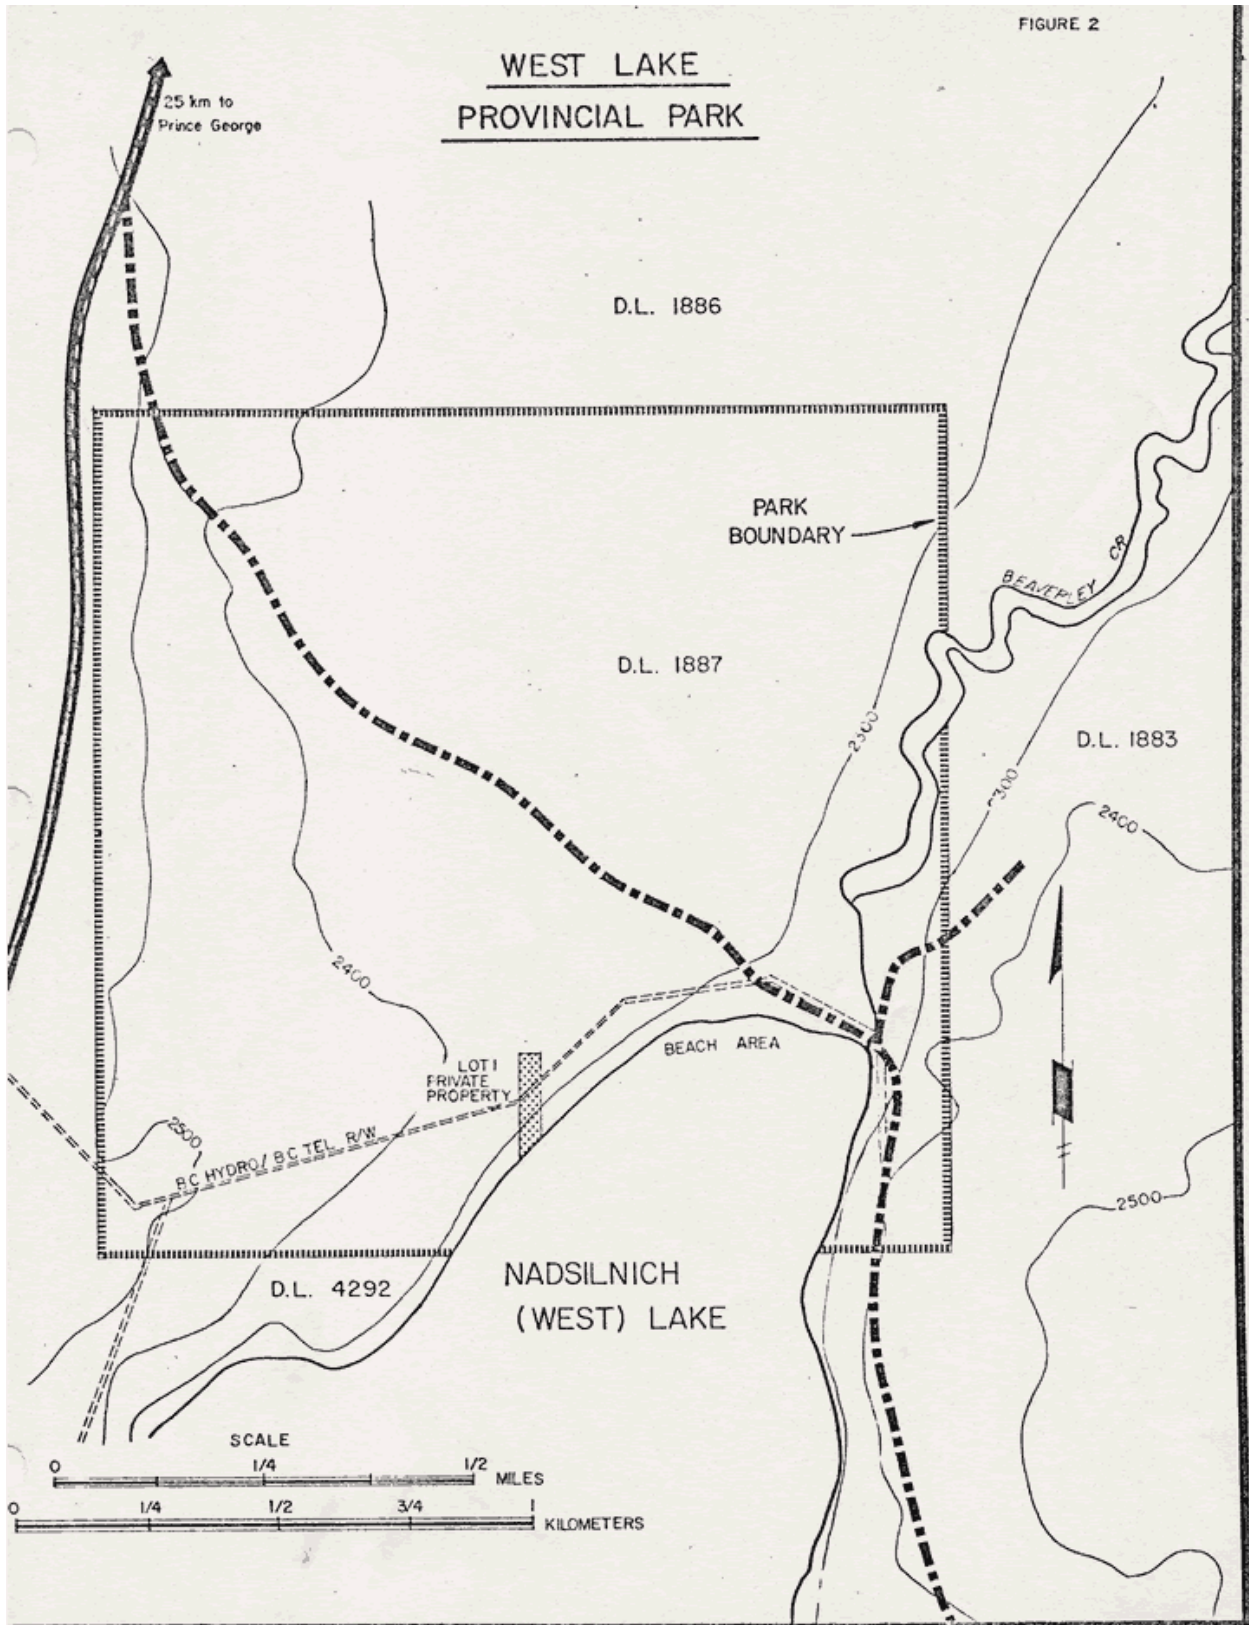 FIGURE 2
WEST LAKE
PROVINCIAL PARK
25 km to
Prince George
D.L. 1886
PARK
BOUNDARY
BEAVERLEY CR
D.L. 1887
2300
D.L. 1883
2300
2400
2400
BEACH AREA
LOT 1
PRIVATE
PROPERTY
2500
BC HYDRO/ BC TEL R/W
2500
D.L. 4292
NADSILNICH
(WEST) LAKE
SCALE
0 1/4 1/2
MILES
0 1/4 1/2 3/4 1
KILOMETERS